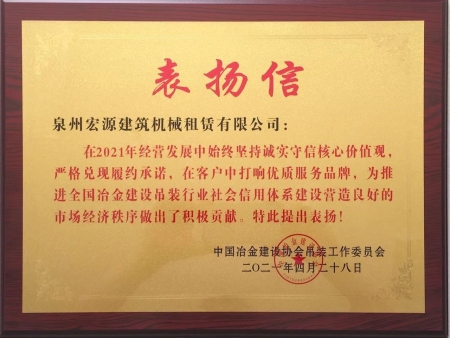 表扬信
泉州宏源建筑机械租赁有限公司：
在2021年经营发展中始终坚持诚实守信核心价值观，
严格兑现履约承诺，在客户中打响优质服务品牌，为推
进全国冶金建设吊装行业社会信用体系建设营造良好的
市场经济秩序做出了积极贡献。特此提出表扬！
中国冶金建设协会吊装工作委员会
二〇二一年四月二十八日